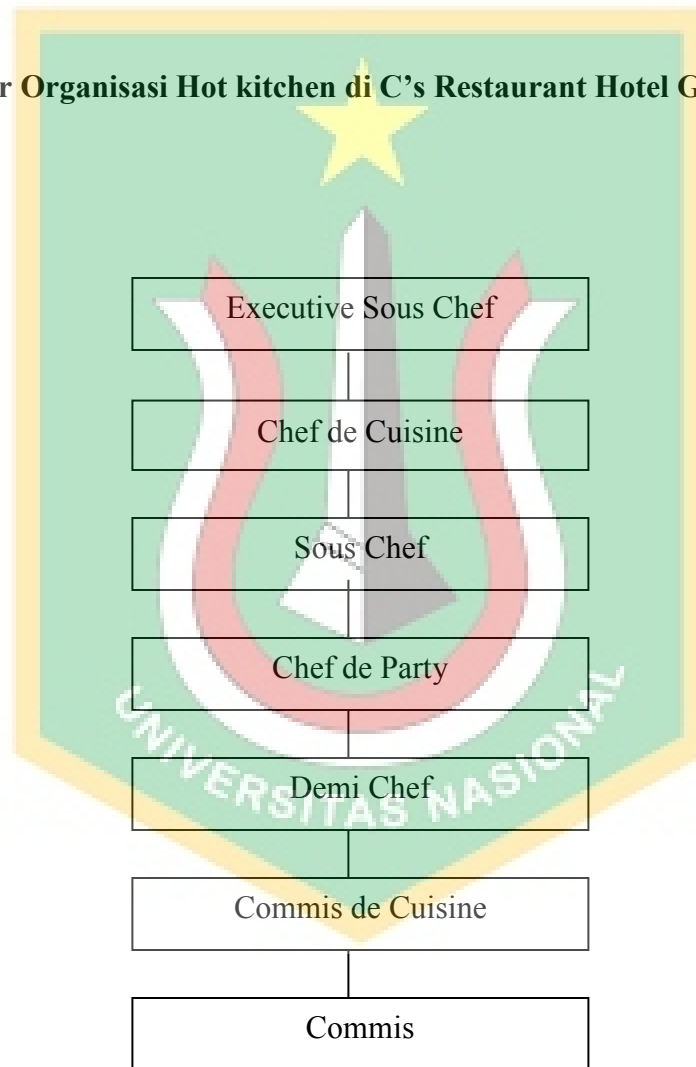 r Organisasi Hot kitchen di C's Restaurant Hotel G
Executive Sous Chef
Chef de Cuisine
Sous Chef
Chef de Party
UNIVERSITAS NASIONAL
Demi Chef
Commis de Cuisine
Commis